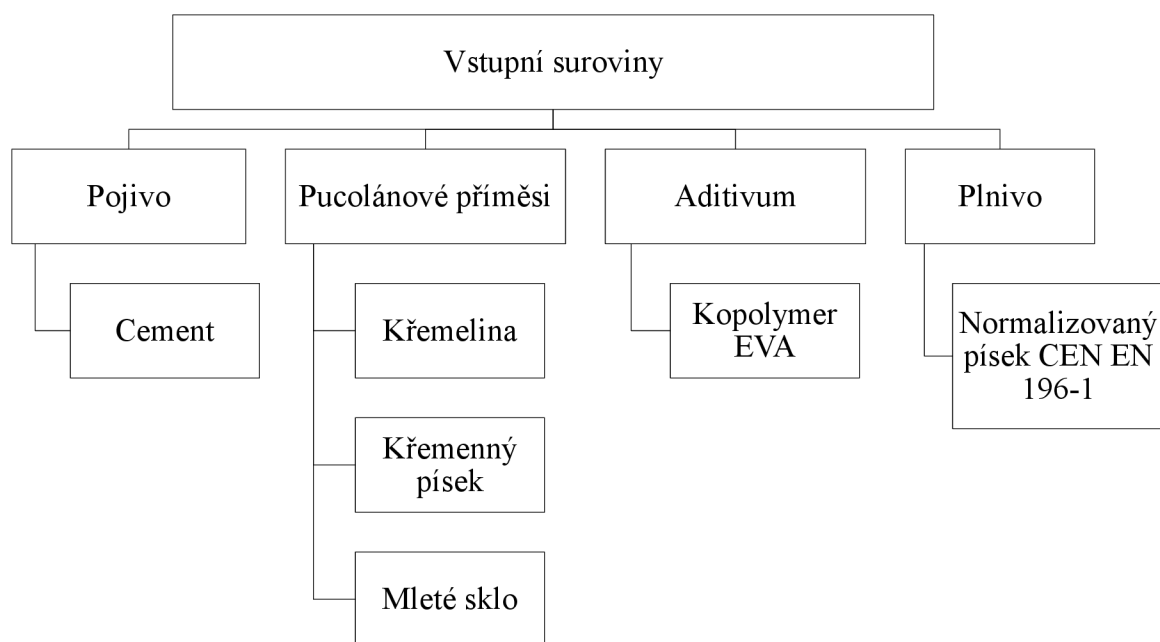 Vstupní suroviny
Pojivo
Pucolánové příměsi
Aditivum
Plnivo
Cement
Křemelina
Kopolymer
EVA
Normalizovaný
písek CEN EN
196-1
Křemenný
písek
Mleté sklo